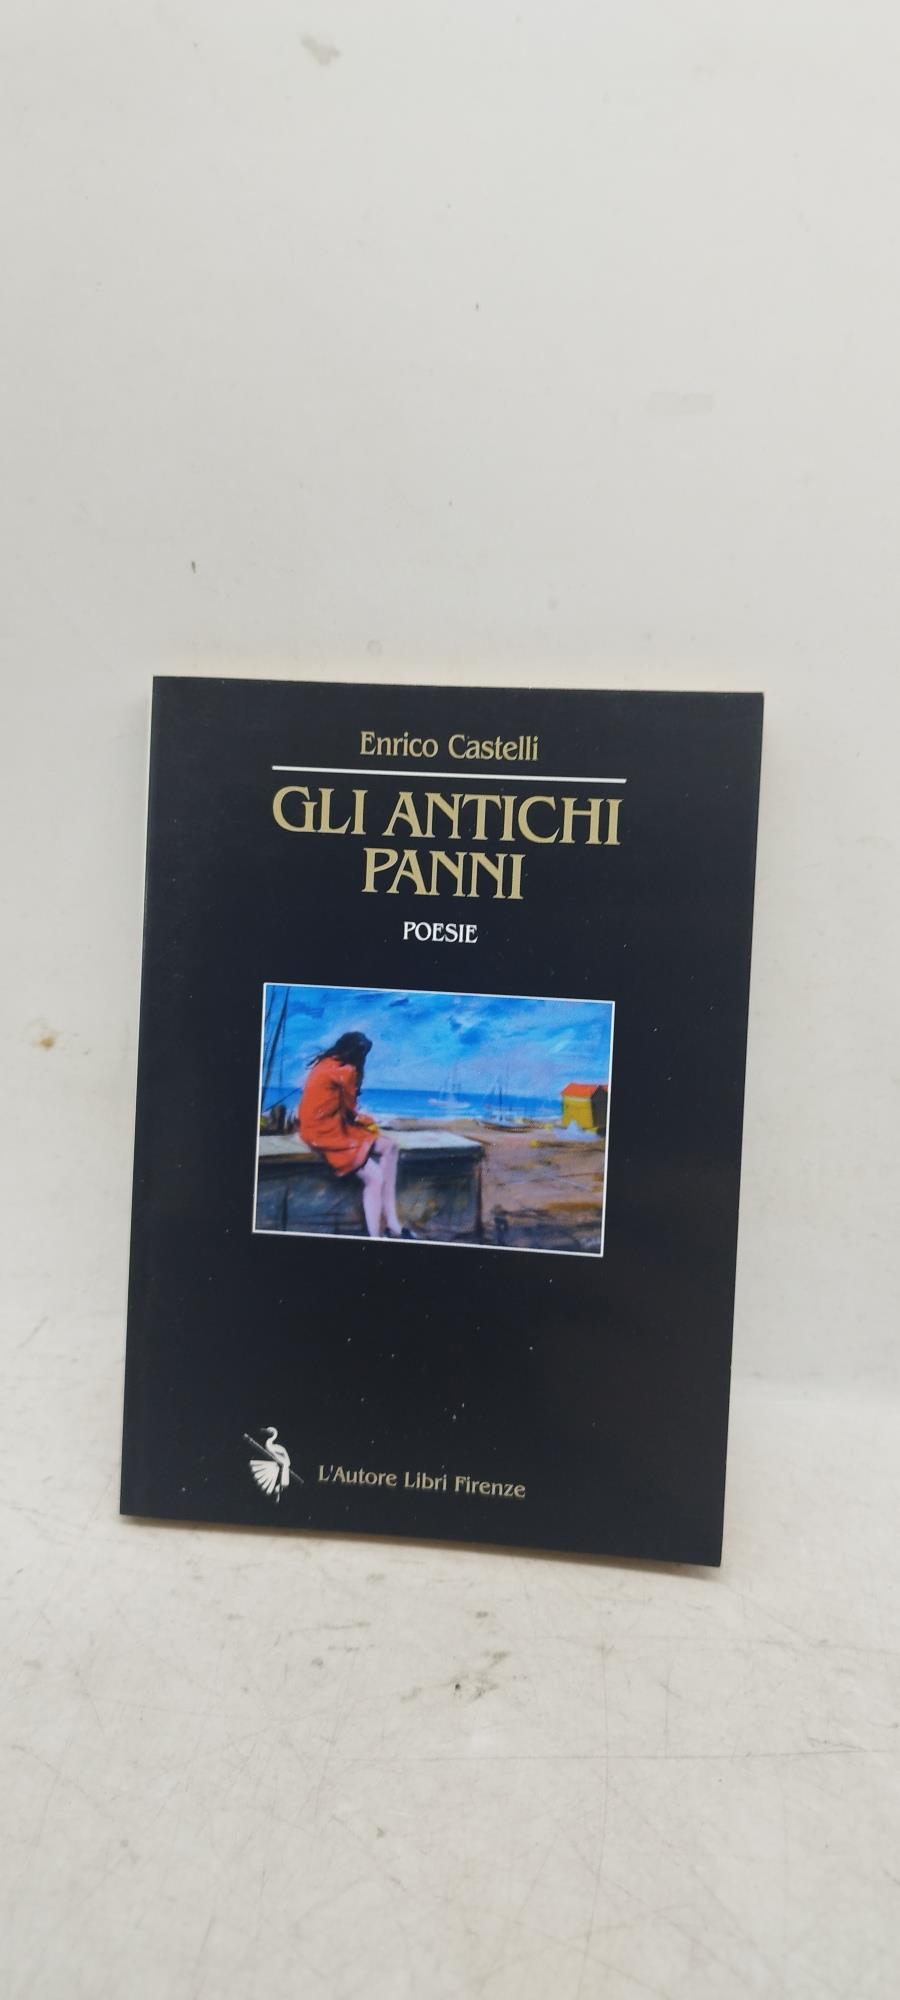 Enrico Castelli
GLI ANTICHI
PANNI
POESIE
L'Autore Libri Firenze